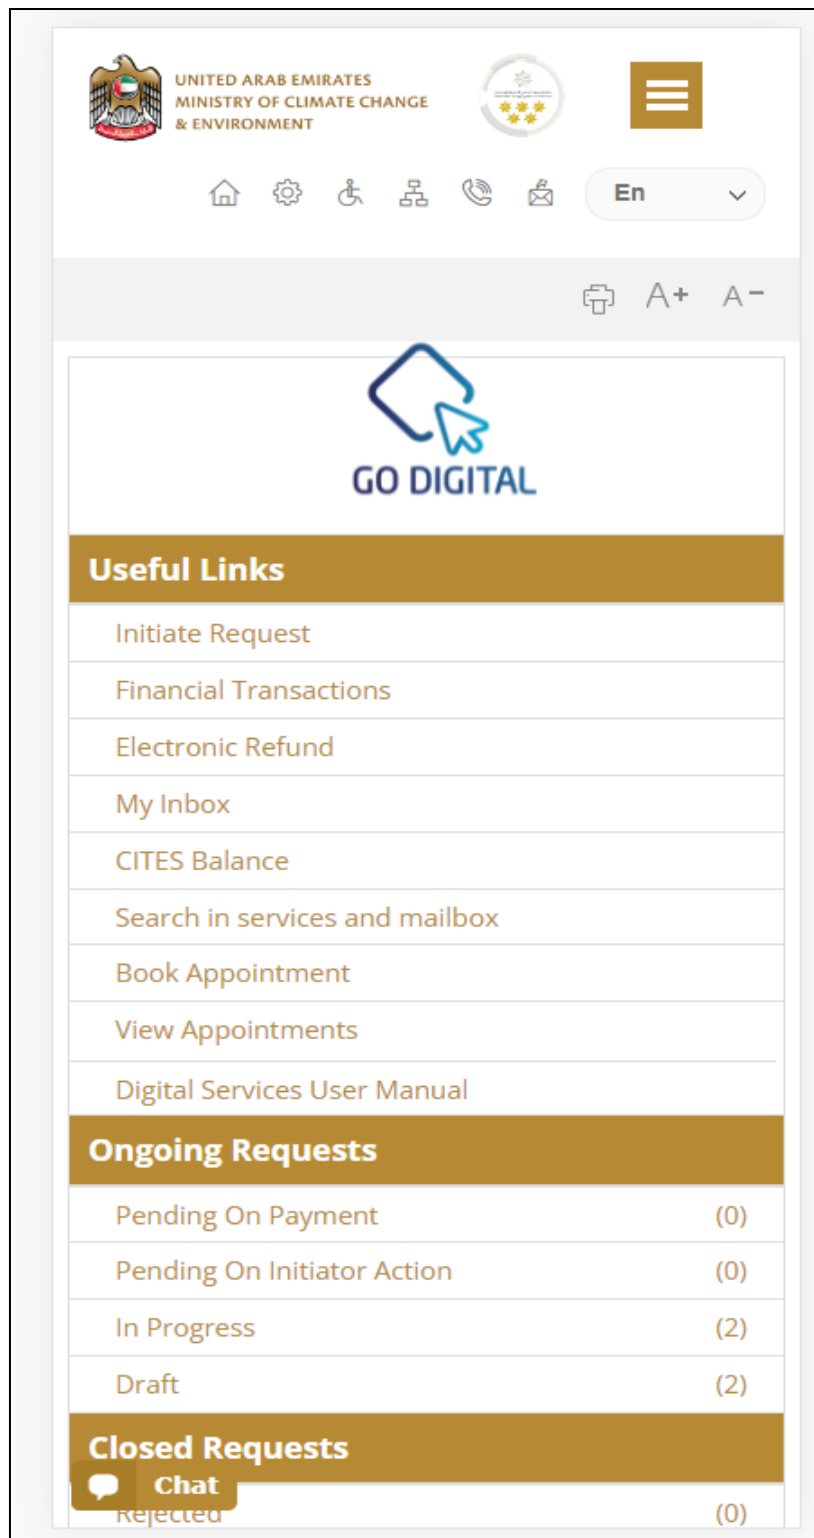 UNITED ARAB EMIRATES
MINISTRY OF CLIMATE CHANGE
& ENVIRONMENT
En
A+ A-
GO DIGITAL
Useful Links
Initiate Request
Financial Transactions
Electronic Refund
My Inbox
CITES Balance
Search in services and mailbox
Book Appointment
View Appointments
Digital Services User Manual
Ongoing Requests
Pending On Payment (0)
Pending On Initiator Action (0)
In Progress (2)
Draft (2)
Closed Requests
Chat
Rejected (0)